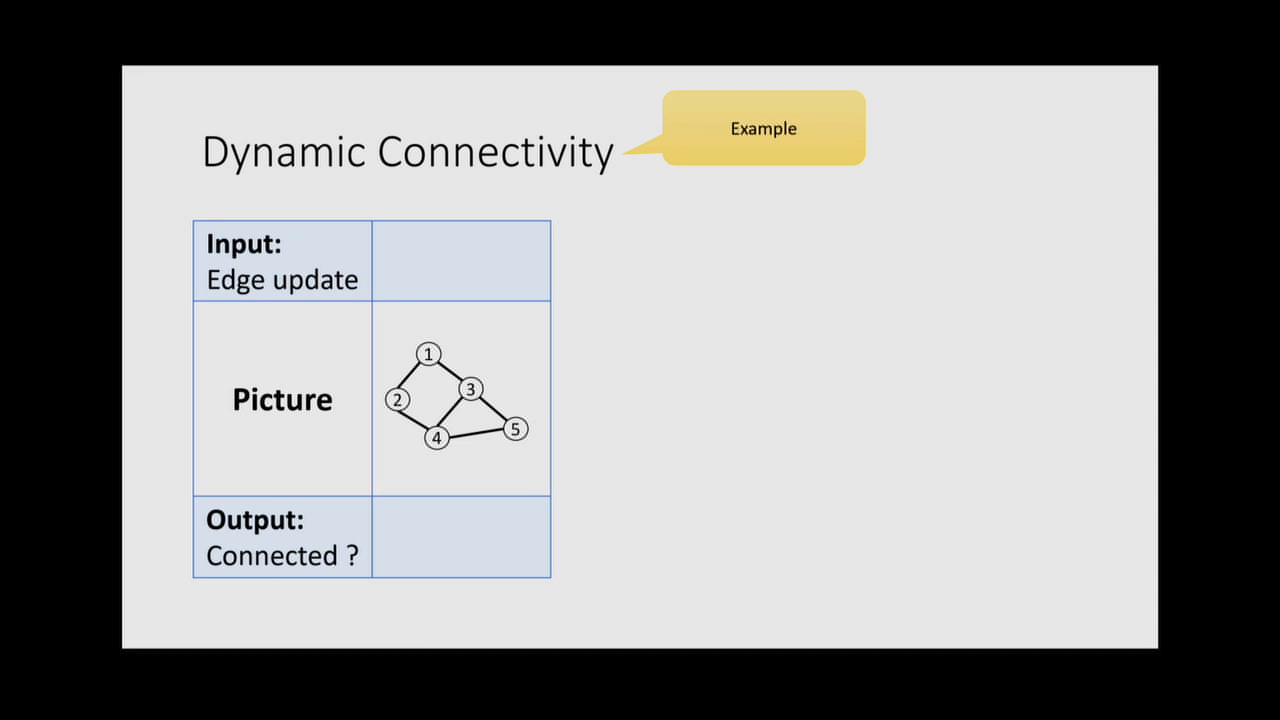 Dynamic Connectivity
Example
Input:
Edge update
Picture
1
2
3
4
5
Output:
Connected ?